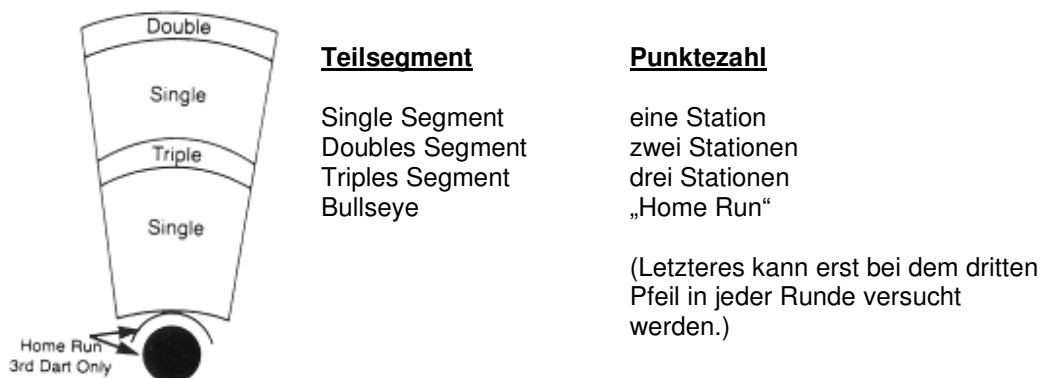 Double
Single
Triple
Single
Home Run
3rd Dart Only
Teilsegment Punktezahl
Single Segment eine Station
Doubles Segment zwei Stationen
Triples Segment drei Stationen
Bullseye „Home Run“
(Letzteres kann erst bei dem dritten
Pfeil in jeder Runde versucht
werden.)